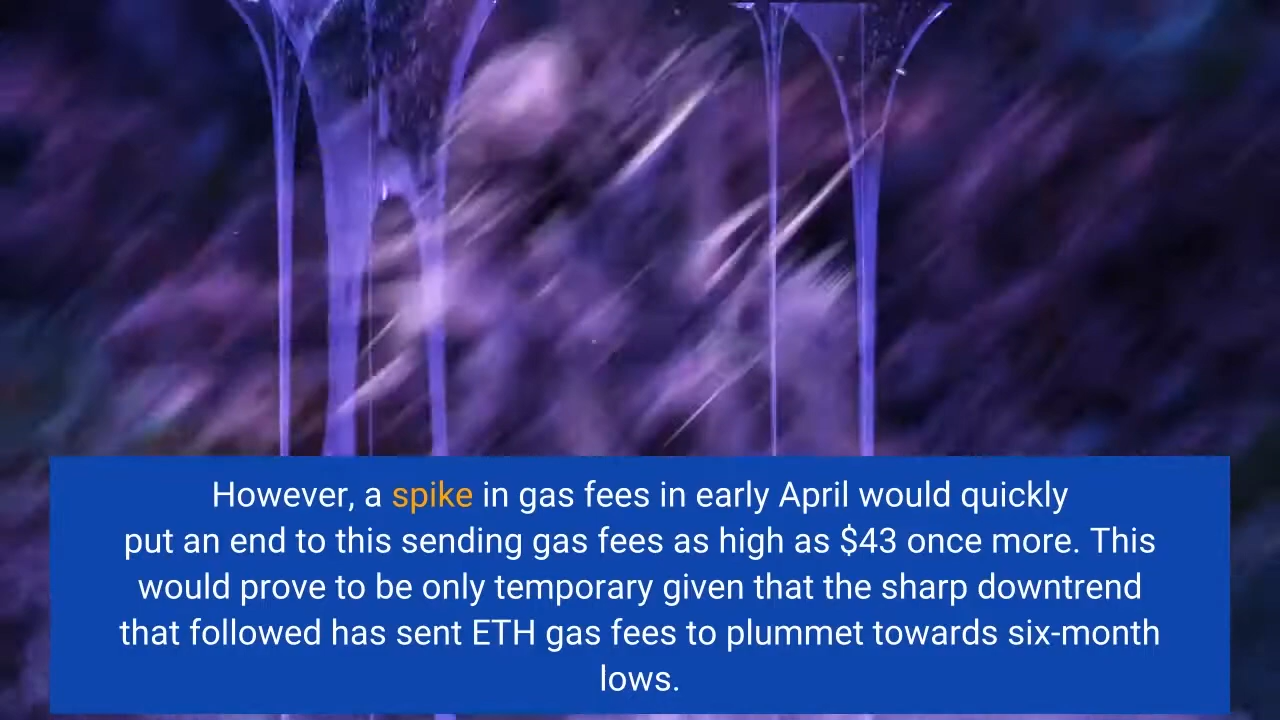 However, a spike in gas fees in early April would quickly
put an end to this sending gas fees as high as $43 once more. This
would prove to be only temporary given that the sharp downtrend
that followed has sent ETH gas fees to plummet towards six-month
lows.